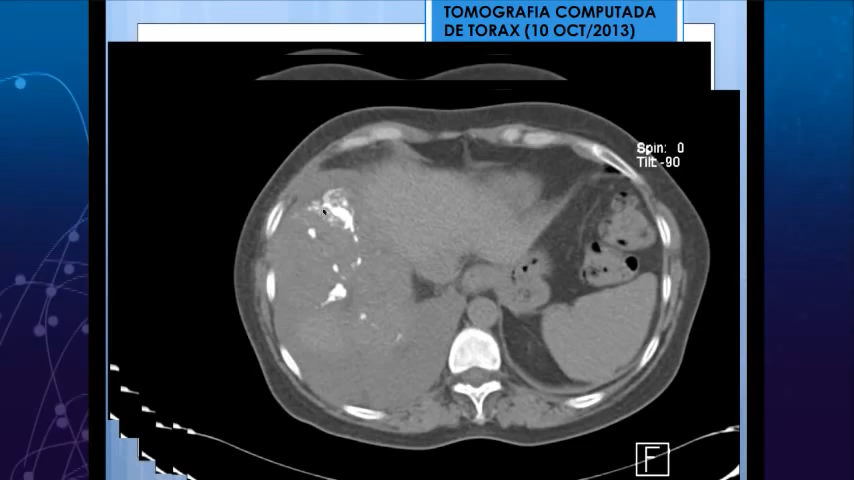 TOMOGRAFIA COMPUTADA
DE TORAX (10 OCT/2013)
Spin: 0
Tilt: -90
F